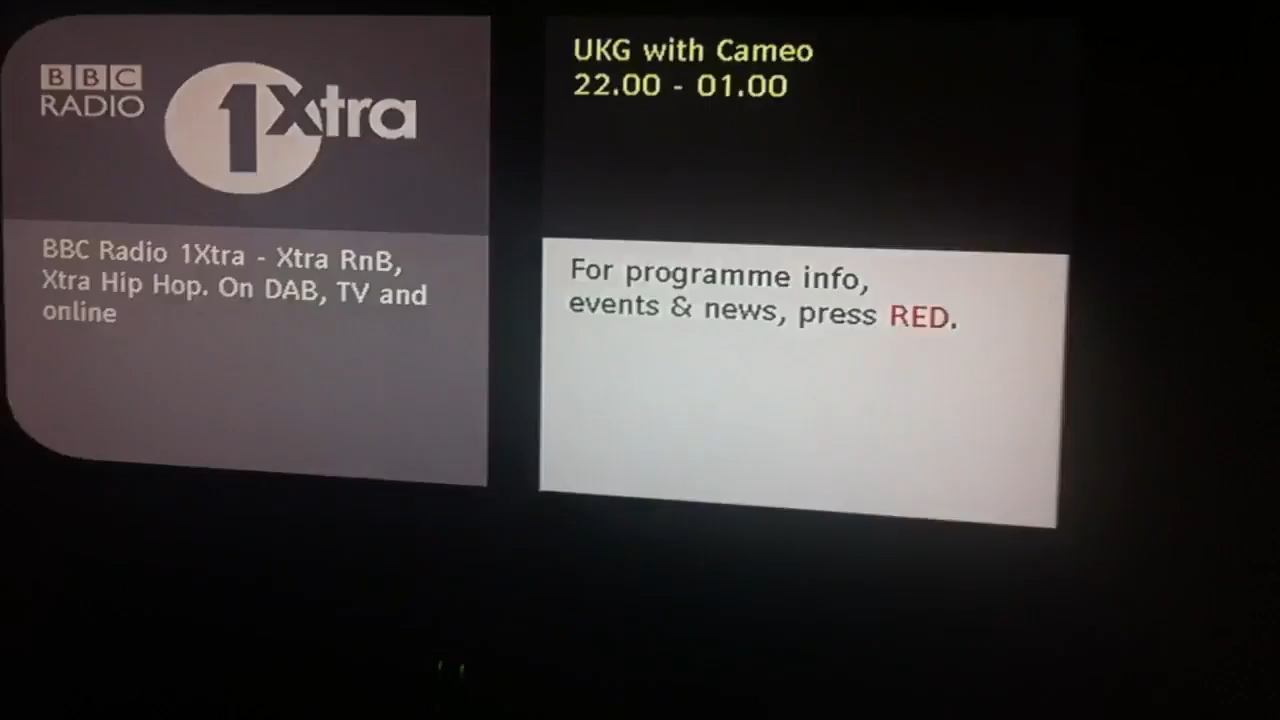 BBC
RADIO
1Xtra
BBC Radio 1Xtra - Xtra RnB,
Xtra Hip Hop. On DAB, TV and
online
UKG with Cameo
22.00 - 01.00
For programme info,
events & news, press RED.